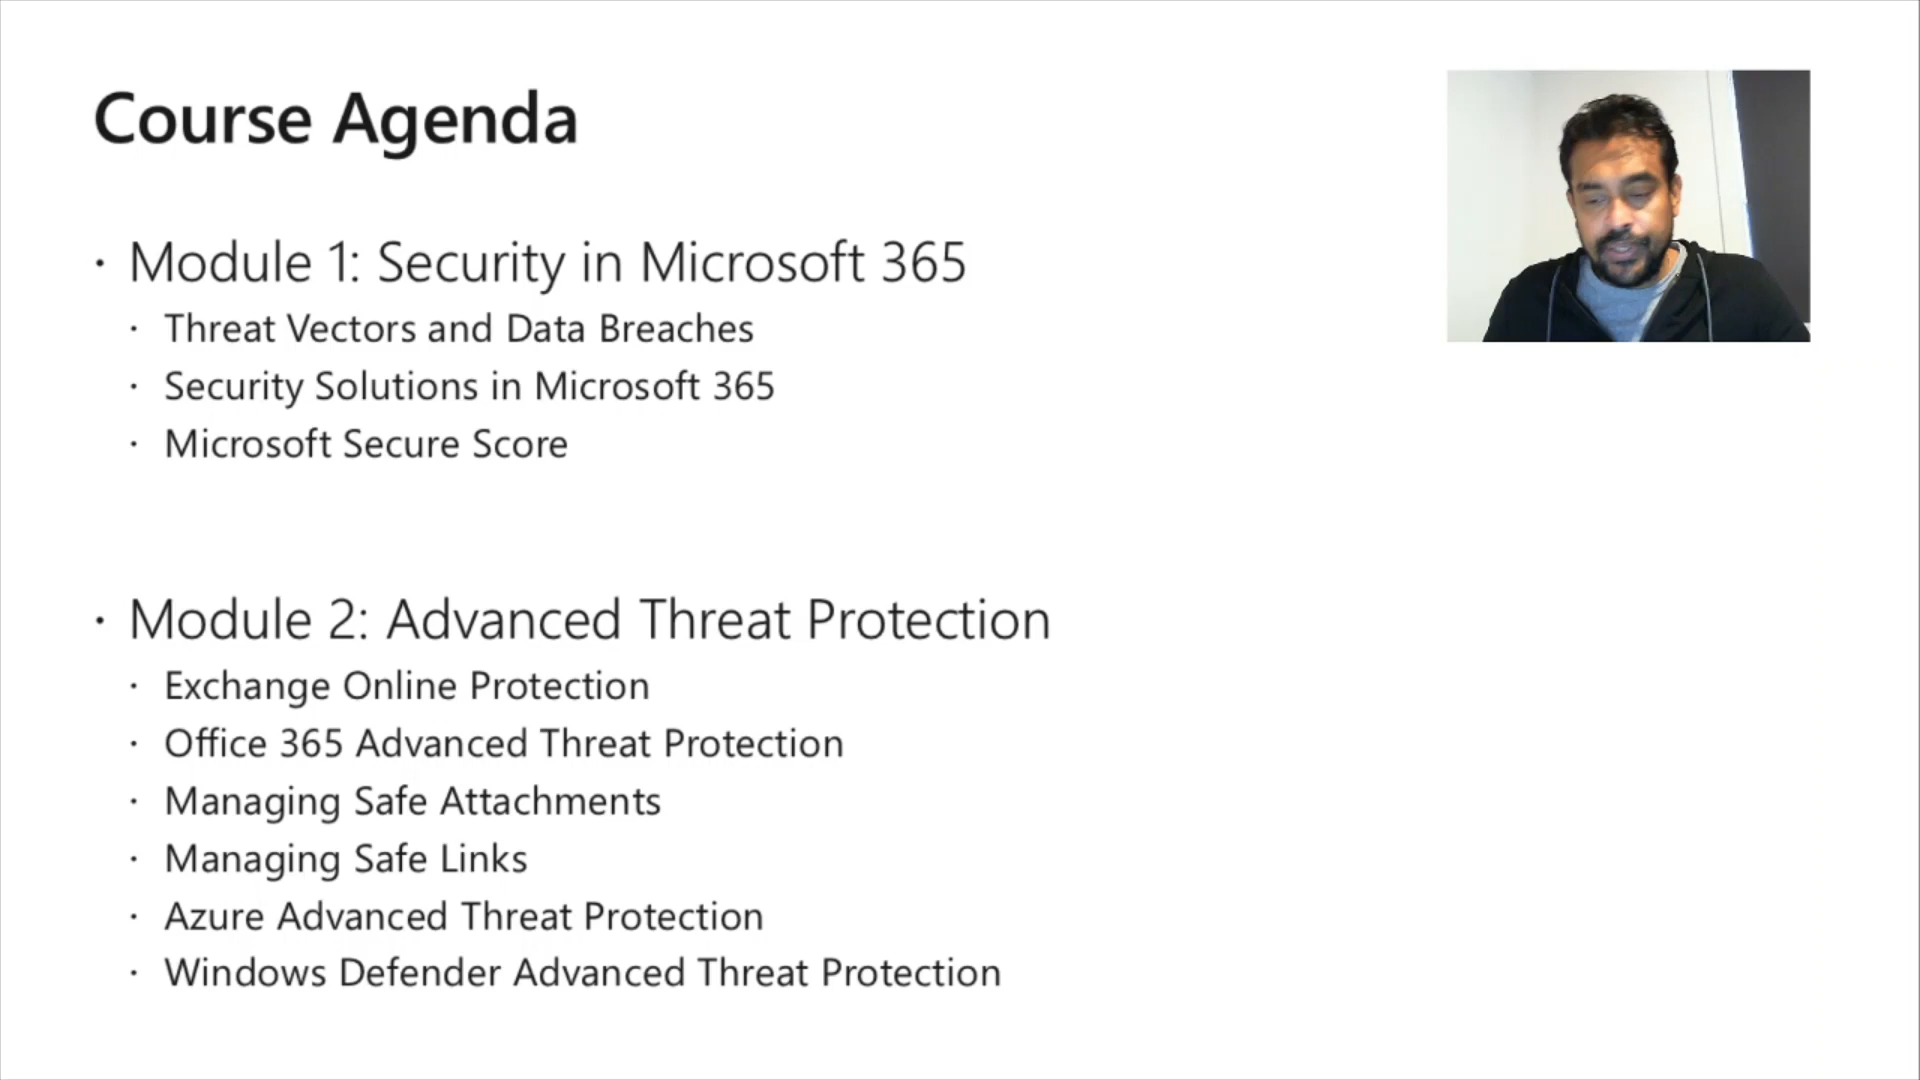 Course Agenda
· Module 1: Security in Microsoft 365
· Threat Vectors and Data Breaches
· Security Solutions in Microsoft 365
· Microsoft Secure Score
· Module 2: Advanced Threat Protection
· Exchange Online Protection
· Office 365 Advanced Threat Protection
· Managing Safe Attachments
· Managing Safe Links
· Azure Advanced Threat Protection
· Windows Defender Advanced Threat Protection